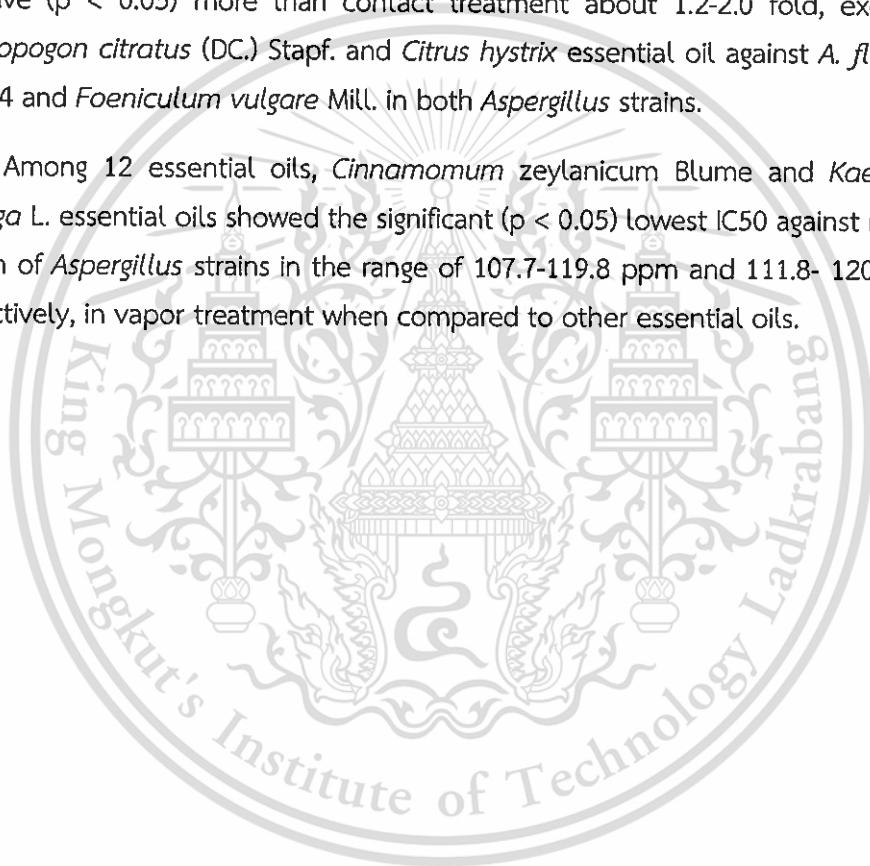 ve (p < 0.05) more than contact treatment about 1.2-2.0 fold, ex
opogon citratus (DC.) Stapf. and Citrus hystrix essential oil against A. fl
4 and Foeniculum vulgare Mill. in both Aspergillus strains.
Among 12 essential oils, Cinnamomum zeylanicum Blume and Kae
ga L. essential oils showed the significant (p < 0.05) lowest IC50 against
n of Aspergillus strains in the range of 107.7-119.8 ppm and 111.8- 120
ctively, in vapor treatment when compared to other essential oils.
King Mongkut's Institute of Technology Ladkrabang